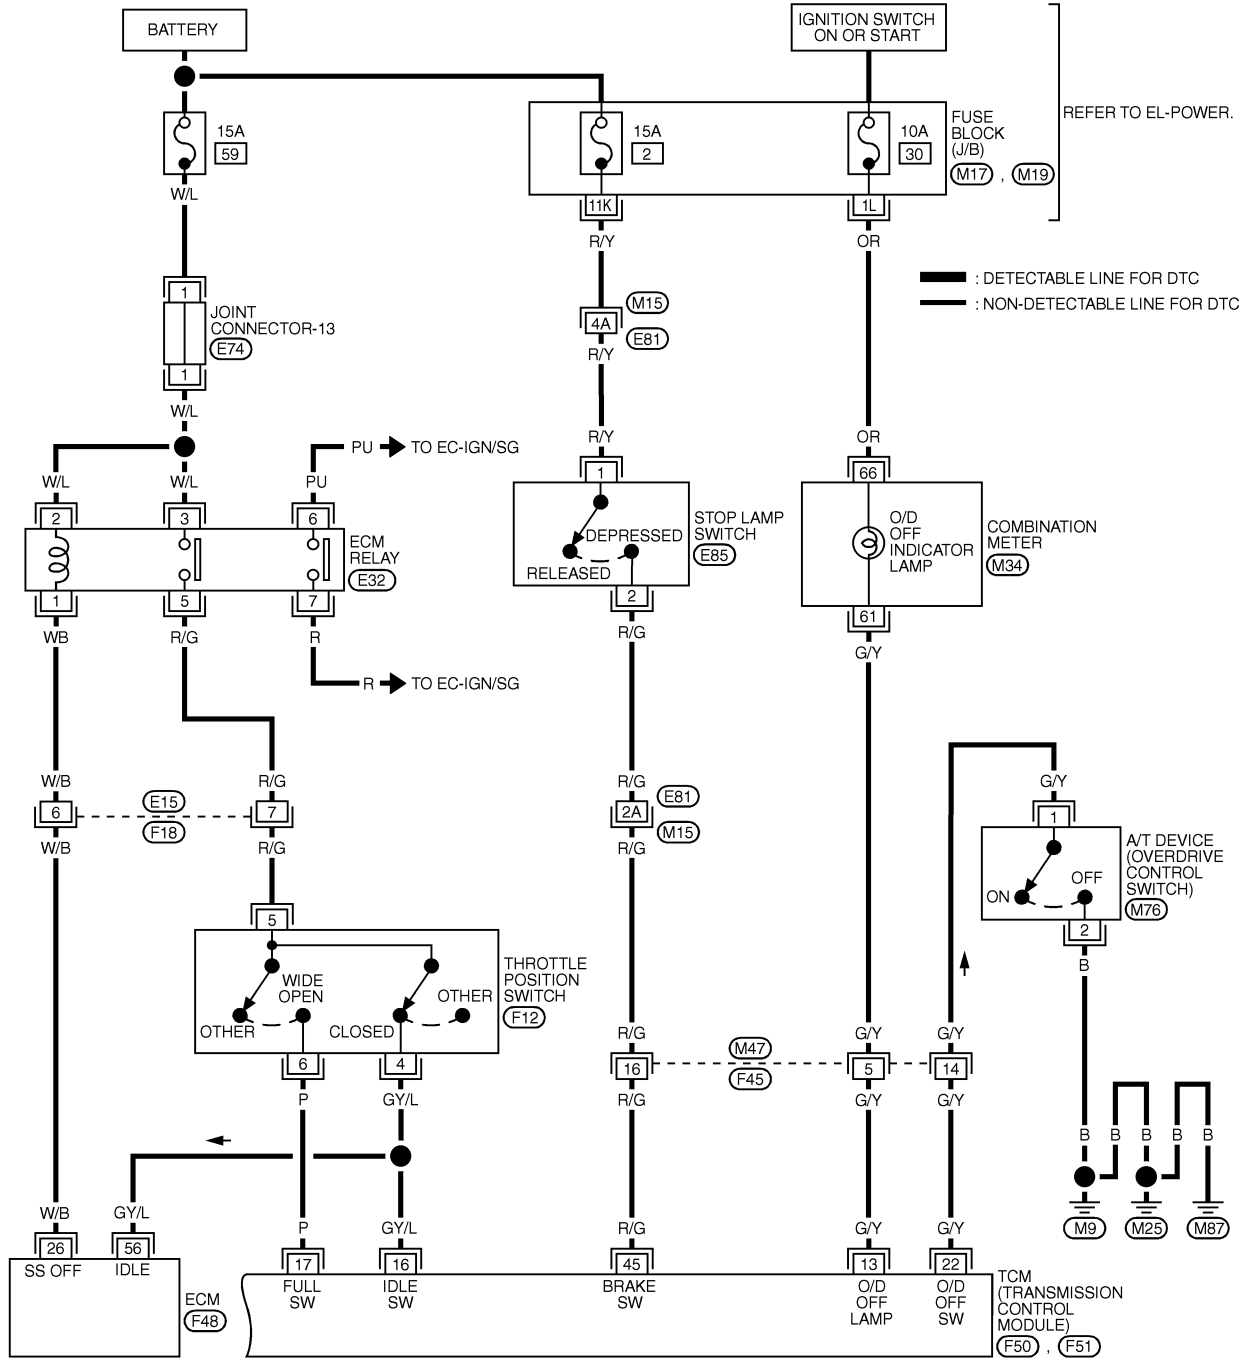 BATTERY
IGNITION SWITCH
ON OR START
REFER TO EL-POWER.
15A
59
15A
2
10A
30
FUSE
BLOCK
(J/B)
M17 , M19
W/L
11K
1L
R/Y
OR
: DETECTABLE LINE FOR DTC
: NON-DETECTABLE LINE FOR DTC
1
JOINT
CONNECTOR-13
E74
1
M15
4A
E81
R/Y
W/L
R/Y
OR
PU
TO EC-IGN/SG
W/L
W/L
PU
1
66
2
3
6
ECM
RELAY
E32
DEPRESSED
RELEASED
STOP LAMP
SWITCH
E85
O/D
OFF
INDICATOR
LAMP
COMBINATION
METER
M34
1
5
7
2
61
WB
R/G
R
R/G
G/Y
R
TO EC-IGN/SG
W/B
R/G
R/G
G/Y
6
E15
F18
7
E81
2A
M15
W/B
R/G
R/G
1
A/T DEVICE
(OVERDRIVE
CONTROL
SWITCH)
M76
ON
OFF
5
2
B
WIDE
OPEN
OTHER
CLOSED
OTHER
THROTTLE
POSITION
SWITCH
F12
R/G
G/Y
G/Y
6
4
16
M47
F45
5
14
P
GY/L
R/G
G/Y
G/Y
B
B
B
B
B
W/B
GY/L
P
GY/L
R/G
G/Y
G/Y
M9
M25
M87
26
56
17
16
45
13
22
SS OFF
IDLE
FULL
SW
IDLE
SW
BRAKE
SW
O/D
OFF
LAMP
O/D
OFF
SW
ECM
F48
TCM
(TRANSMISSION
CONTROL
MODULE)
F50 , F51